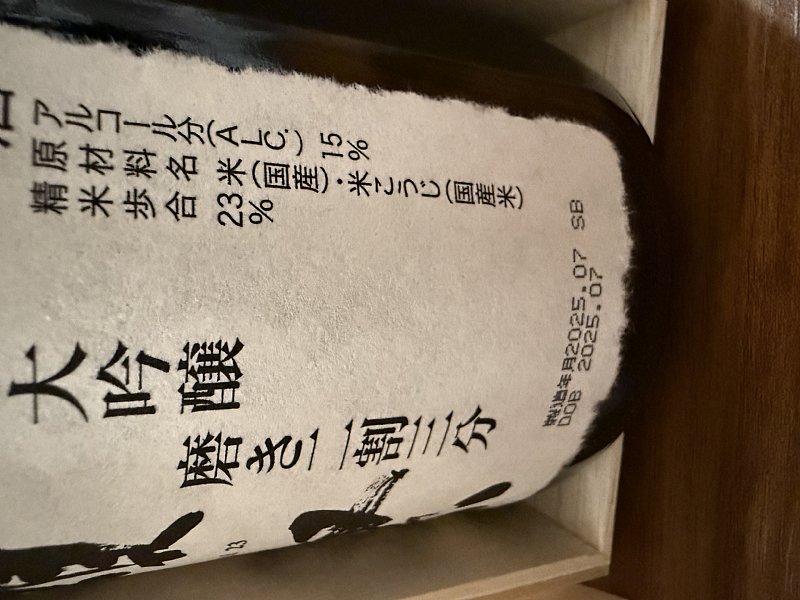 アルコール分(ALC.) 15%
原材料名 米(国産)・米こうじ(国産米)
精米歩合 23%
大吟醸
磨き二割三分
23
製造年月2025.07 SB
DOB 2025.07